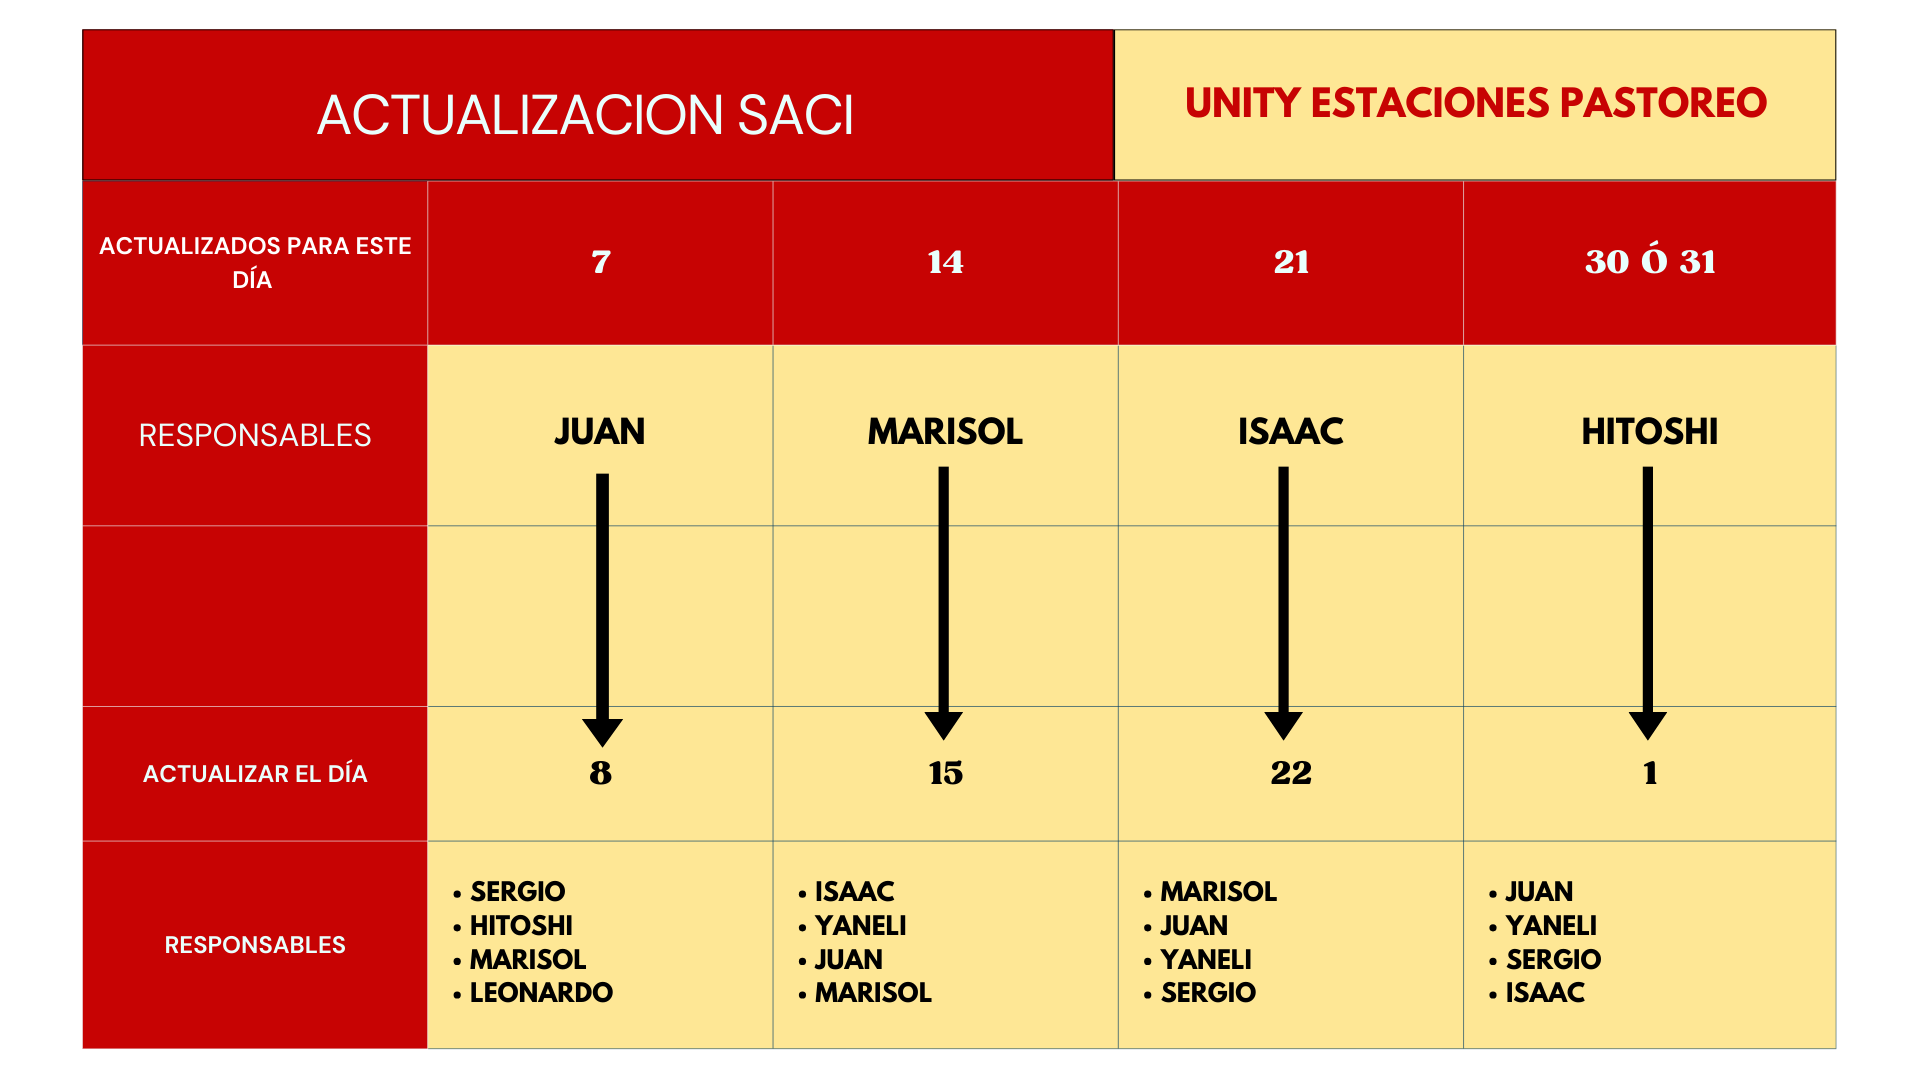 ACTUALIZACION SACI
UNITY ESTACIONES PASTOREO
ACTUALIZADOS PARA ESTE
DÍA
7
14
21
30 Ó 31
RESPONSABLES
JUAN
MARISOL
ISAAC
HITOSHI
ACTUALIZAR EL DÍA
8
15
22
1
RESPONSABLES
• SERGIO
• HITOSHI
• MARISOL
• LEONARDO
• ISAAC
• YANELI
• JUAN
• MARISOL
• MARISOL
• JUAN
• YANELI
• SERGIO
• JUAN
• YANELI
• SERGIO
• ISAAC